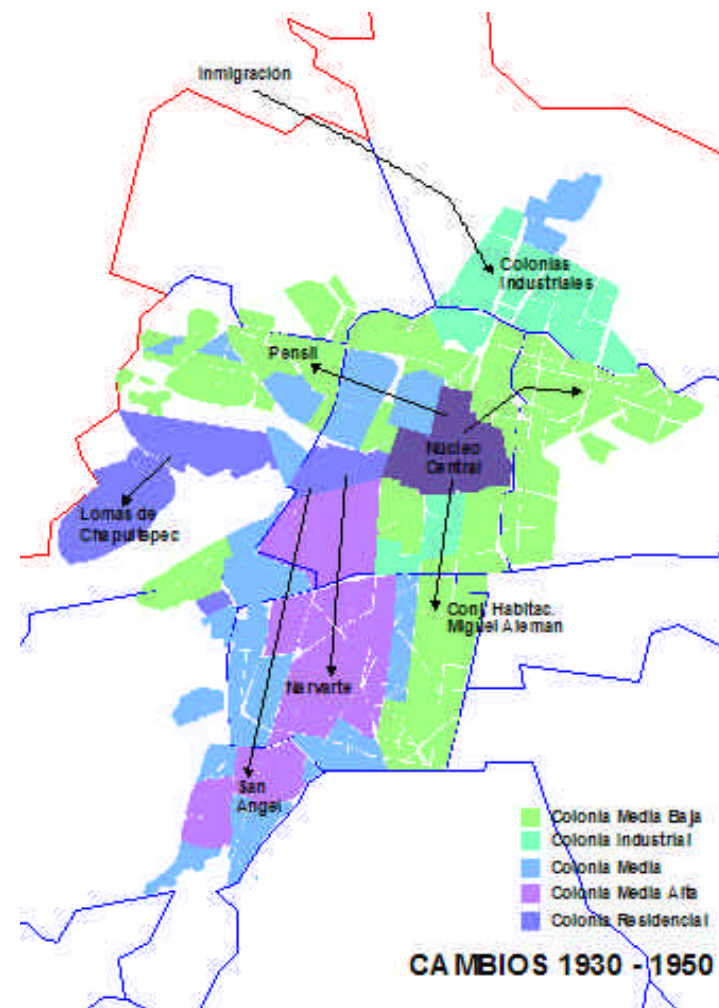 Inmigración
Colonias
Industriales
Pensil
Núcleo
Central
Lomas de
Chapultepec
Conj. Habitac.
Miguel Aleman
Narvarte
San
Angel
Colonia Media Baja
Colonia Industrial
Colonia Media
Colonia Media Alta
Colonia Residencial
CAMBIOS 1930 - 1950